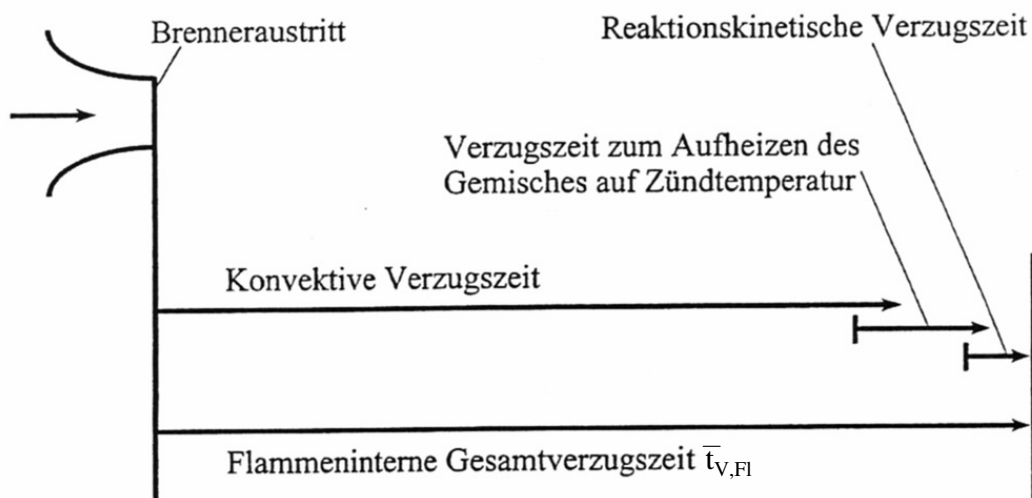 Brenneraustritt
Reaktionskinetische Verzugszeit
Verzugszeit zum Aufheizen des
Gemisches auf Zündtemperatur
Konvektive Verzugszeit
Flammeninterne Gesamtverzugszeit t̅V,Fl